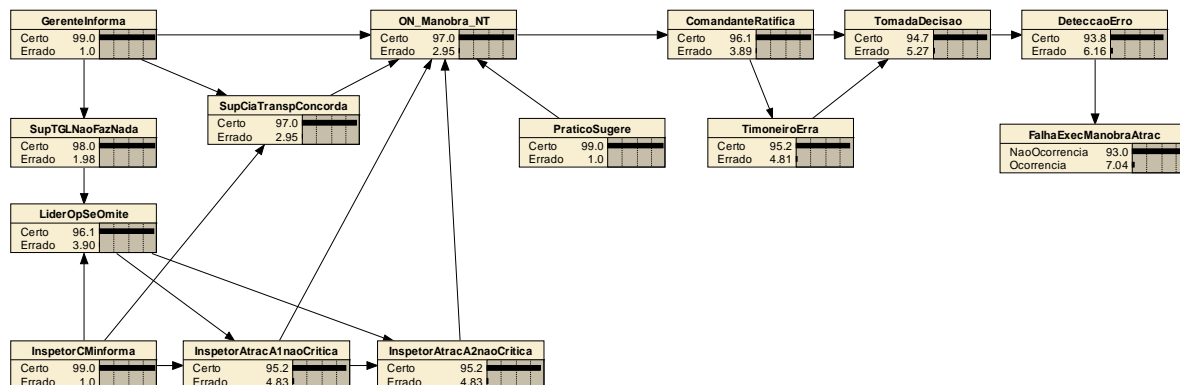 GerenteInforma
Certo 99.0
Errado 1.0
ON_Manobra_NT
Certo 97.0
Errado 2.95
ComandanteRatifica
Certo 96.1
Errado 3.89
TomadaDecisao
Certo 94.7
Errado 5.27
DeteccaoErro
Certo 93.8
Errado 6.16
SupCiaTranspConcorda
Certo 97.0
Errado 2.95
SupTGLNaoFazNada
Certo 98.0
Errado 1.98
PraticoSugere
Certo 99.0
Errado 1.0
TimoneiroErra
Certo 95.2
Errado 4.81
FalhaExecManobraAtrac
NaoOcorrencia 93.0
Ocorrencia 7.04
LiderOpSeOmite
Certo 96.1
Errado 3.90
InspetorCMinforma
Certo 99.0
Errado 1.0
InspetorAtracA1naoCritica
Certo 95.2
Errado 4.83
InspetorAtracA2naoCritica
Certo 95.2
Errado 4.83